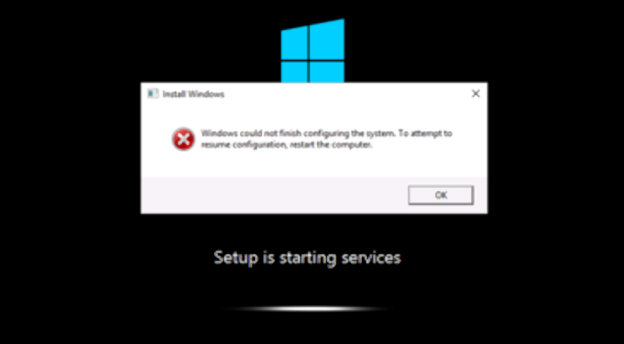 Install Windows
Windows could not finish configuring the system. To attempt to
resume configuration, restart the computer.
OK
Setup is starting services